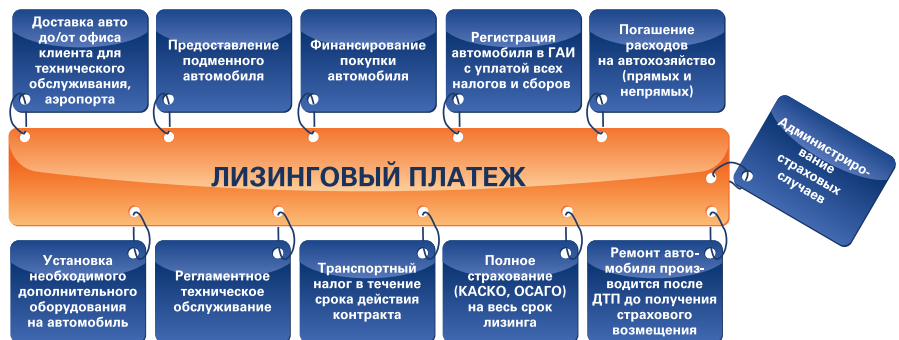 Доставка авто
до/от офиса
клиента для
технического
обслуживания,
аэропорта
Предоставление
подменного
автомобиля
Финансирование
покупки
автомобиля
Регистрация
автомобиля в ГАИ
с уплатой всех
налогов и сборов
Погашение
расходов
на автохозяйство
(прямых и
непрямых)
Администриро-
вание
страховых
случаев
ЛИЗИНГОВЫЙ ПЛАТЕЖ
Установка
необходимого
дополнительного
оборудования
на автомобиль
Регламентное
техническое
обслуживание
Транспортный
налог в течение
срока действия
контракта
Полное
страхование
(КАСКО, ОСАГО)
на весь срок
лизинга
Ремонт авто-
мобиля произ-
водится после
ДТП до получения
страхового
возмещения